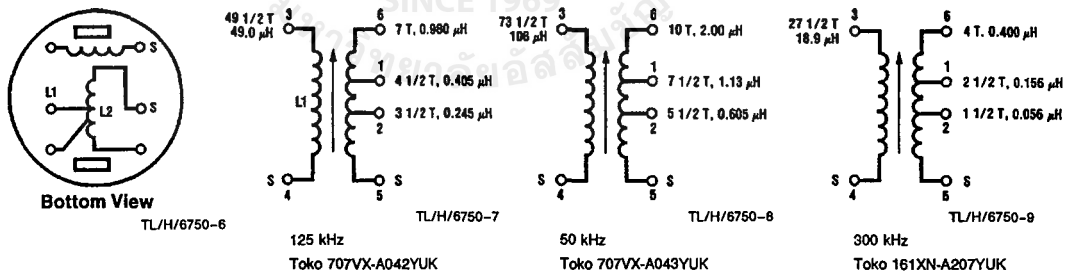 SINCE 1969
S
L1
L2
S
Bottom View
TL/H/6750-6
49 1/2 T
49.0 μH
3
6
7 T, 0.980 μH
1
4 1/2 T, 0.405 μH
L1
3 1/2 T, 0.245 μH
2
S
4
S
5
TL/H/6750-7
125 kHz
Toko 707VX-A042YUK
73 1/2 T
106 μH
3
6
10 T, 2.00 μH
1
7 1/2 T, 1.13 μH
5 1/2 T, 0.605 μH
2
S
4
S
5
TL/H/6750-8
50 kHz
Toko 707VX-A043YUK
27 1/2 T
18.9 μH
3
6
4 T, 0.400 μH
1
2 1/2 T, 0.156 μH
1 1/2 T, 0.056 μH
2
S
4
S
5
TL/H/6750-9
300 kHz
Toko 161XN-A207YUK